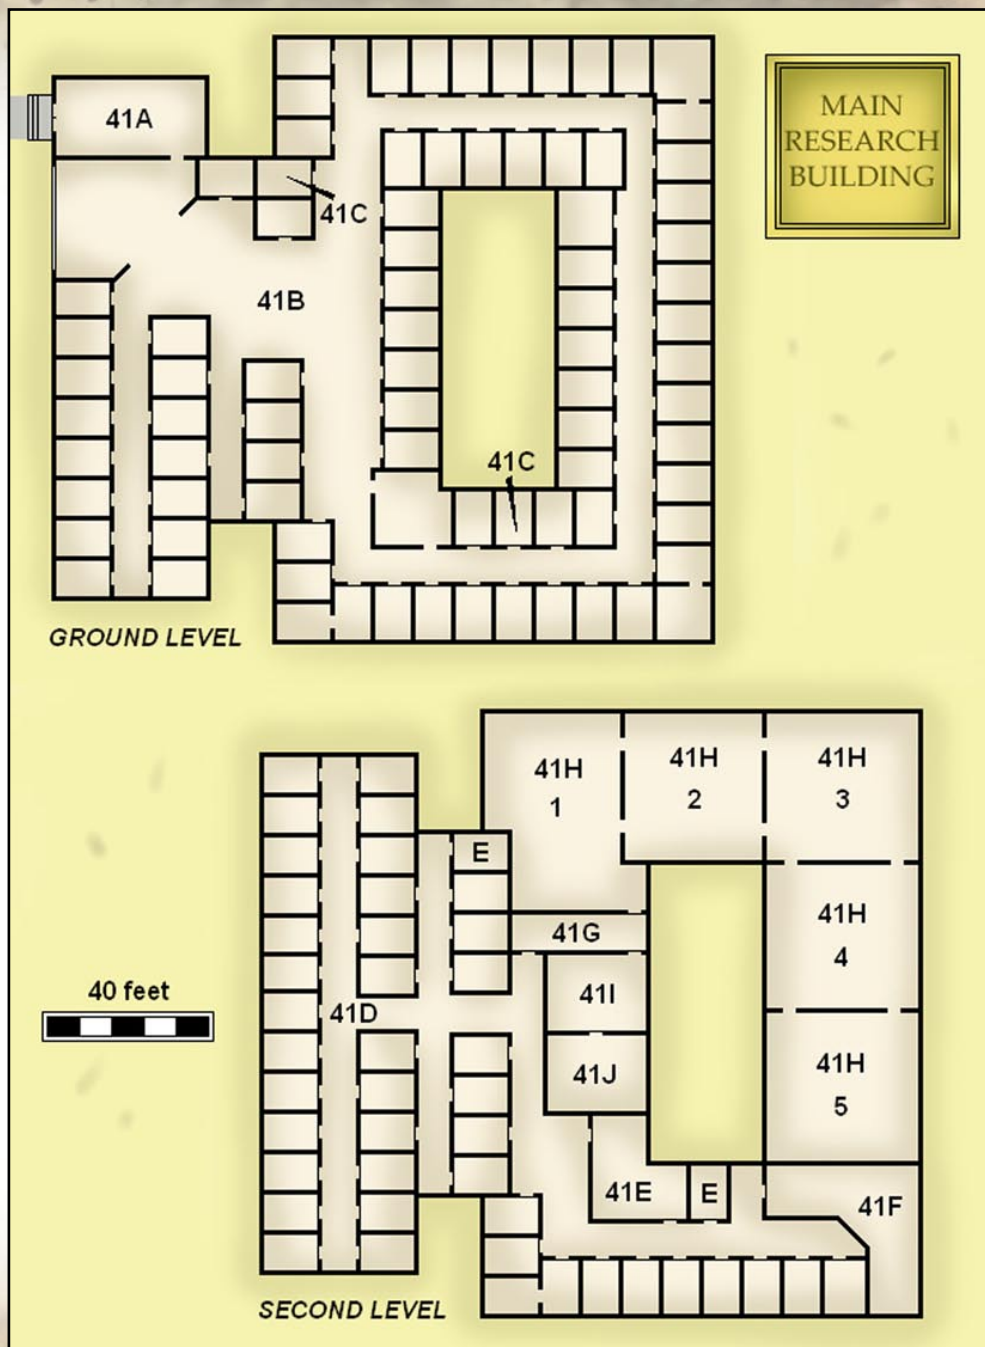 MAIN
RESEARCH
BUILDING
41A
41C
41B
41C
GROUND LEVEL
41H
1
41H
2
41H
3
E
41G
41H
4
40 feet
41D
41I
41J
41H
5
41E
E
41F
SECOND LEVEL